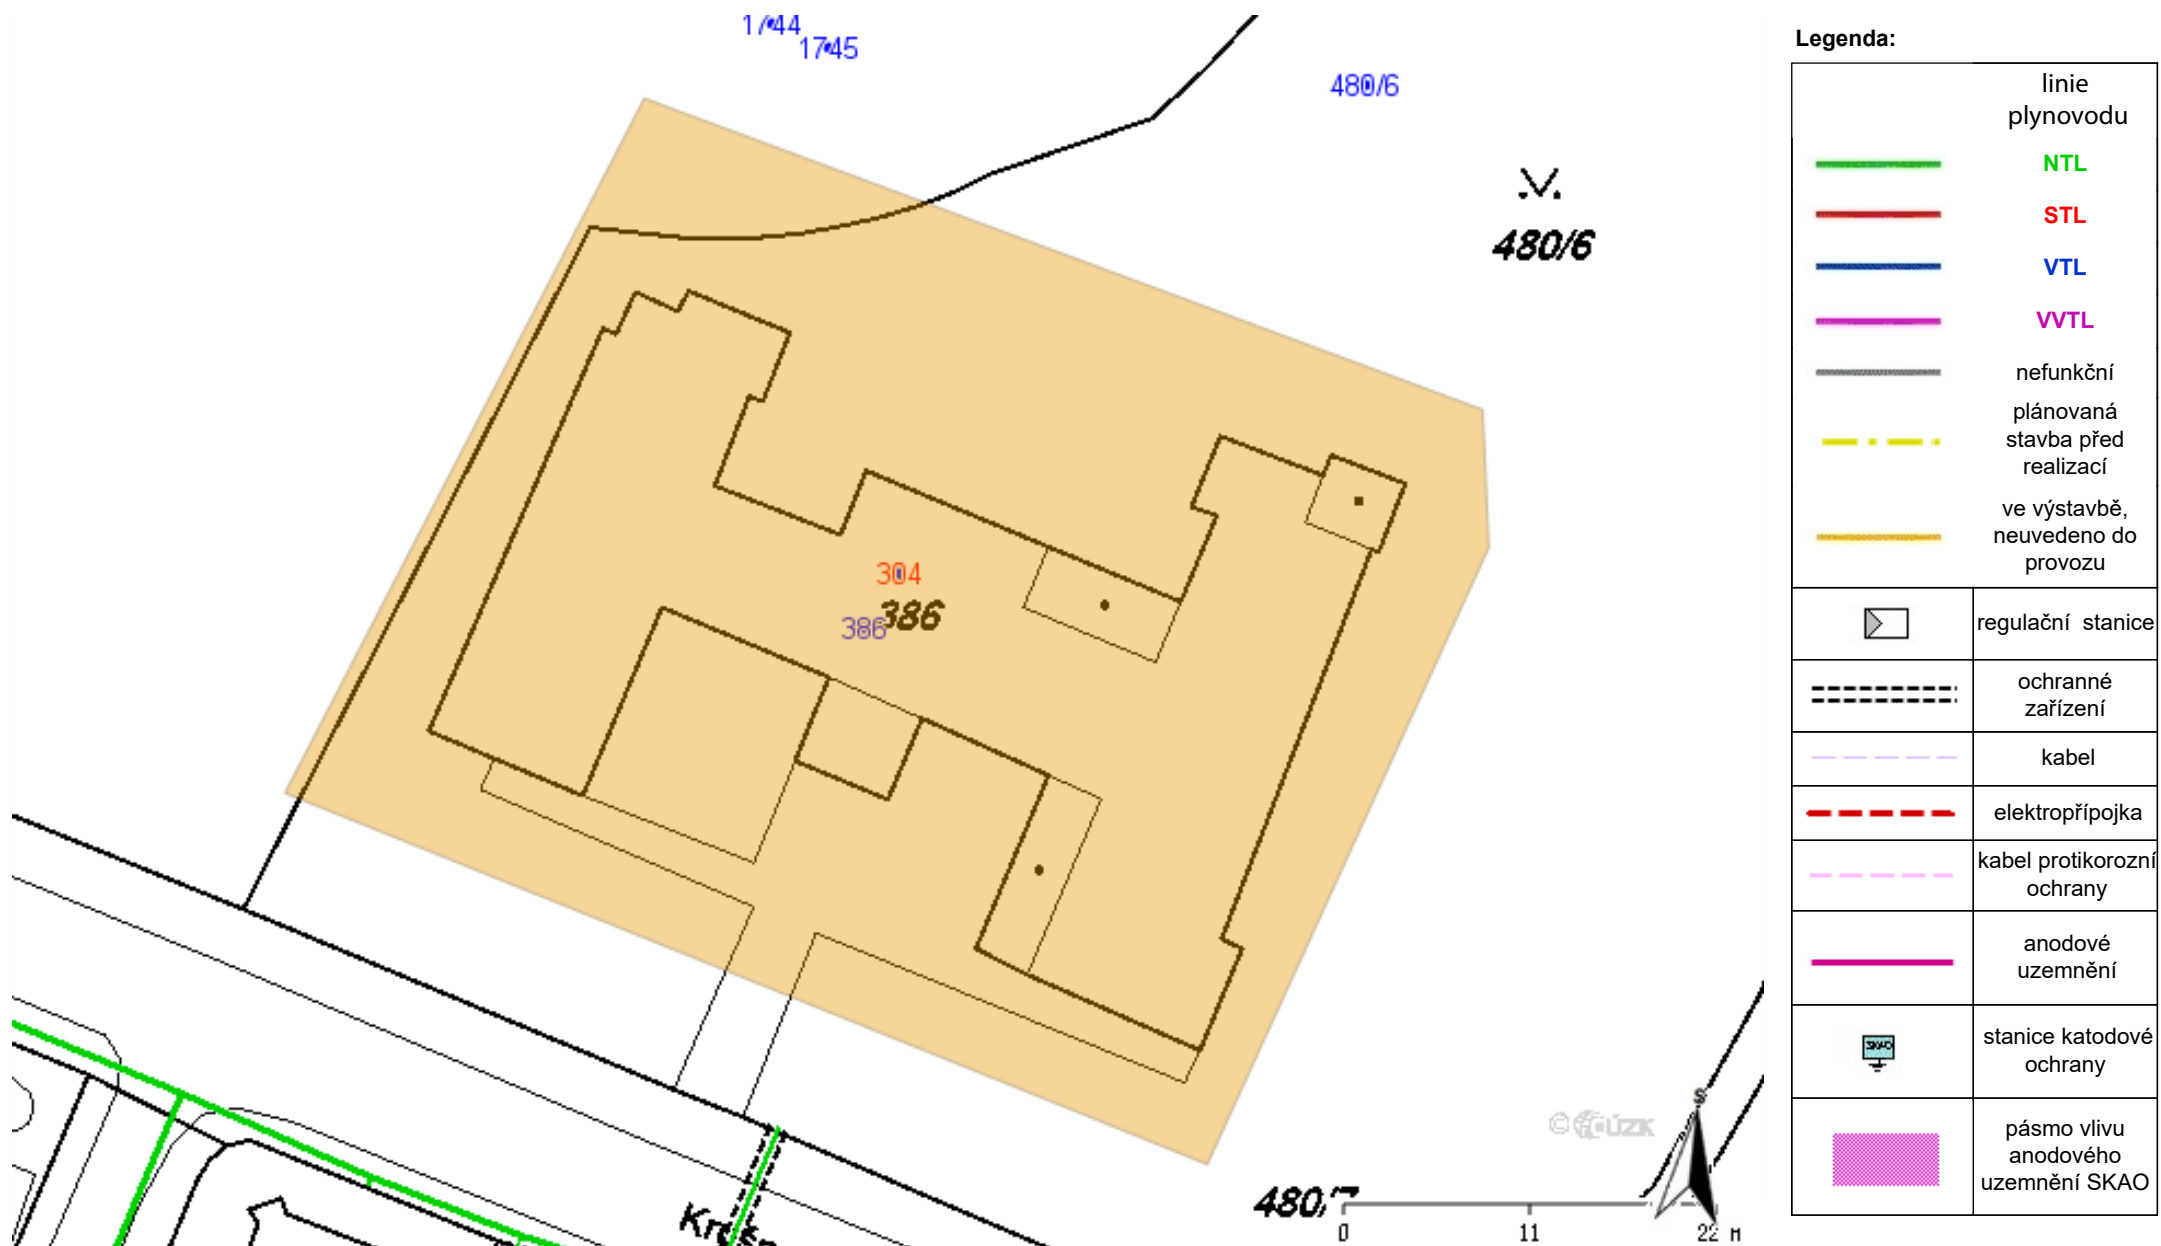 1744
1745
480/6
480/6
304
386
386
480/
0
11
22 M
S
Legenda:
linie
plynovodu
NTL
STL
VTL
VVTL
nefunkční
plánovaná
stavba před
realizací
ve výstavbě,
neuvedeno do
provozu
regulační stanice
ochranné
zařízení
kabel
elektropřípojka
kabel protikorozní
ochrany
anodové
uzemnění
SKAO
stanice katodové
ochrany
pásmo vlivu
anodového
uzemnění SKAO